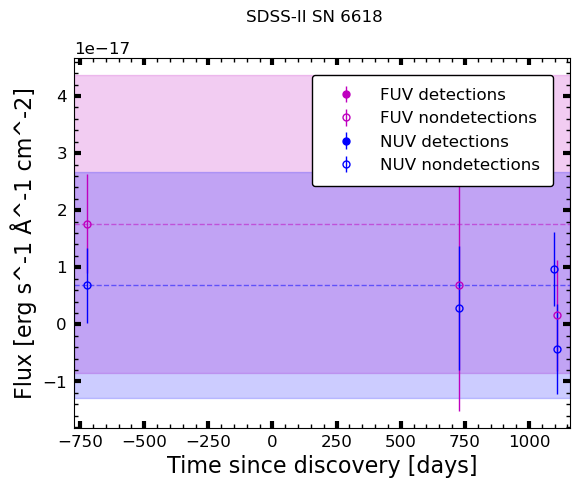 SDSS-II SN 6618
1e−17
FUV detections
FUV nondetections
NUV detections
NUV nondetections
4
3
2
1
0
−1
Flux [erg s^-1 Å^-1 cm^-2]
−750 −500 −250 0 250 500 750 1000
Time since discovery [days]